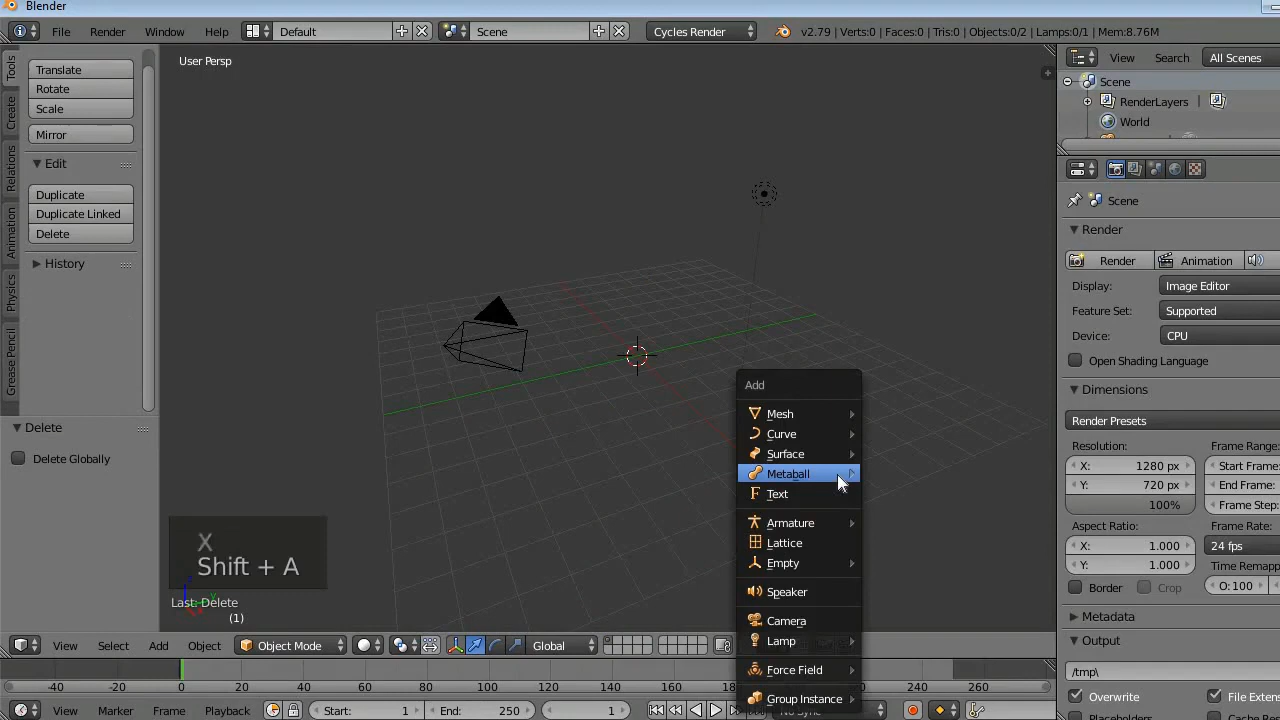 Blender
File Render Window Help Default Scene Cycles Render v2.79 | Verts:0 | Faces:0 | Tris:0 | Objects:0/2 | Lamps:0/1 | Mem:8.76M
Tools
Create
Relations
Animation
Physics
Grease Pencil
Translate
Rotate
Scale
Mirror
Edit
Duplicate
Duplicate Linked
Delete
History
Delete
Delete Globally
User Persp
X
Shift + A
Last: Delete
(1)
Add
Mesh
Curve
Surface
Metaball
Text
Armature
Lattice
Empty
Speaker
Camera
Lamp
Force Field
Group Instance
View Search All Scenes
Scene
RenderLayers |
World
Scene
Render
Render Animation
Display: Image Editor
Feature Set: Supported
Device: CPU
Open Shading Language
Dimensions
Render Presets
Resolution: Frame Range:
X: 1280 px Start Frame:
Y: 720 px End Frame:
100% Frame Step:
Aspect Ratio: Frame Rate:
X: 1.000 24 fps
Y: 1.000 Time Remapp
Border Crop O: 100
Metadata
Output
/tmp\
Overwrite File Exten
Placeholders
View Select Add Object Object Mode Global
-40 -20 0 20 40 60 80 100 120 140 160 180 220 240 260
View Marker Frame Playback Start: 1 End: 250 1 No Sync